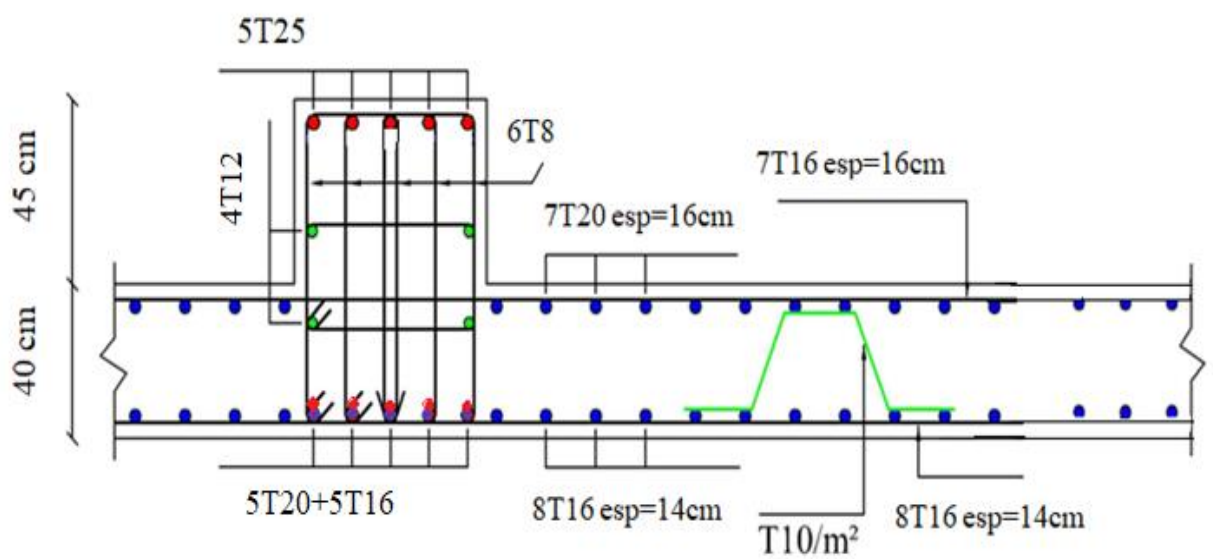 5T25
6T8
4T12
45 cm
7T16 esp=16cm
7T20 esp=16cm
40 cm
5T20+5T16
8T16 esp=14cm
T10/m²
8T16 esp=14cm